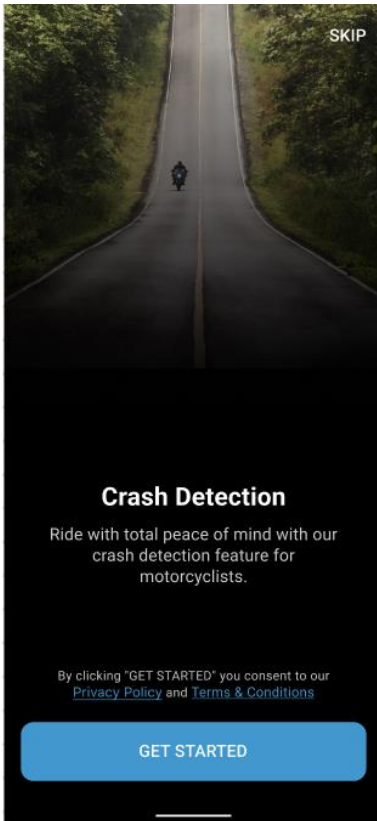 SKIP
Crash Detection
Ride with total peace of mind with our
crash detection feature for
motorcyclists.
By clicking "GET STARTED" you consent to our
Privacy Policy and Terms & Conditions
GET STARTED